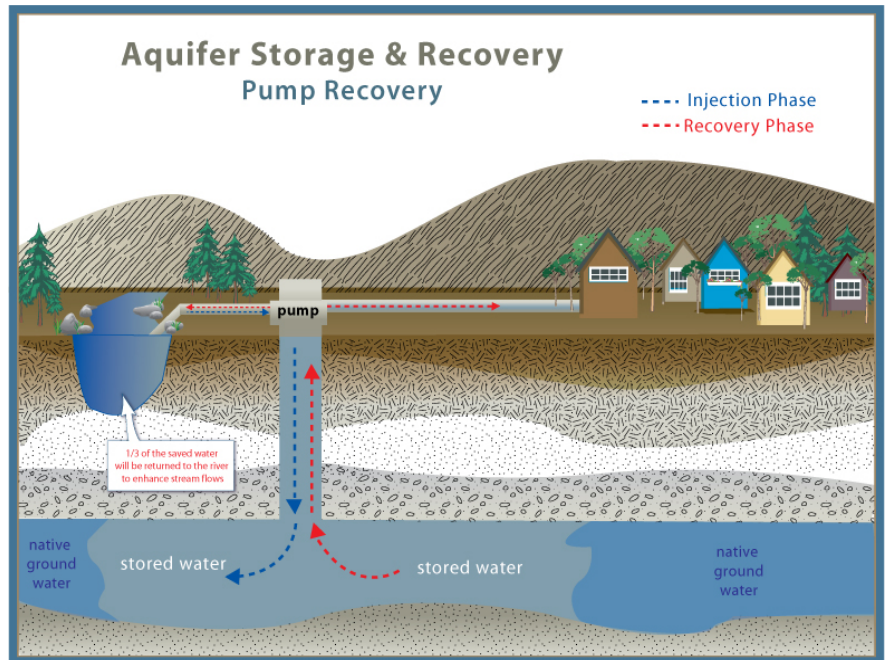 Aquifer Storage & Recovery
Pump Recovery
Injection Phase
Recovery Phase
pump
1/3 of the saved water
will be returned to the river
to enhance stream flows
native
ground
water
stored water
stored water
native
ground
water